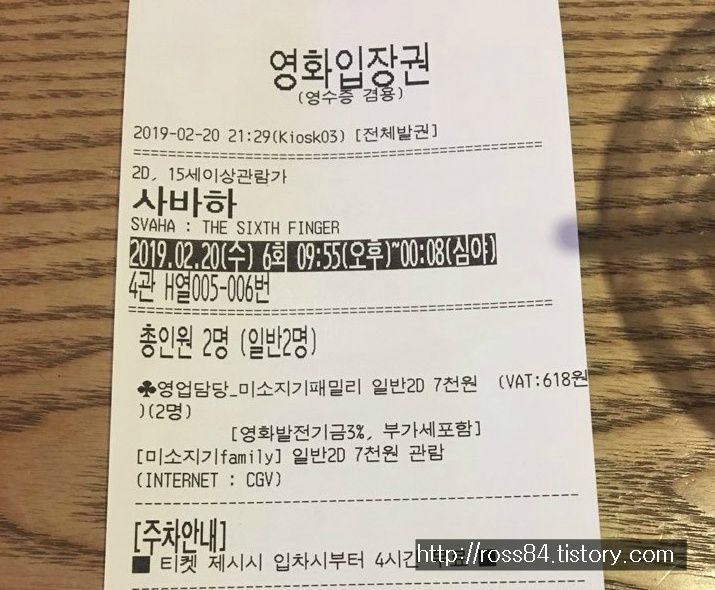 영화입장권
(영수증 겸용)
2019-02-20 21:29(Kiosk03) [전체발권]
2D, 15세이상관람가
사바하
SVAHA : THE SIXTH FINGER
2019.02.20(수) 6회 09:55(오후)~00:08(심야)
4관 H열005-006번
총인원 2명 (일반2명)
♣영업담당_미소지기패밀리 일반2D 7천원 (VAT:618원
)(2명)
[영화발전기금3%, 부가세포함]
[미소지기family] 일반2D 7천원 관람
(INTERNET : CGV)
[주차안내]
■ 티켓 제시시 입차시부터 4시간
http://ross84.tistory.com